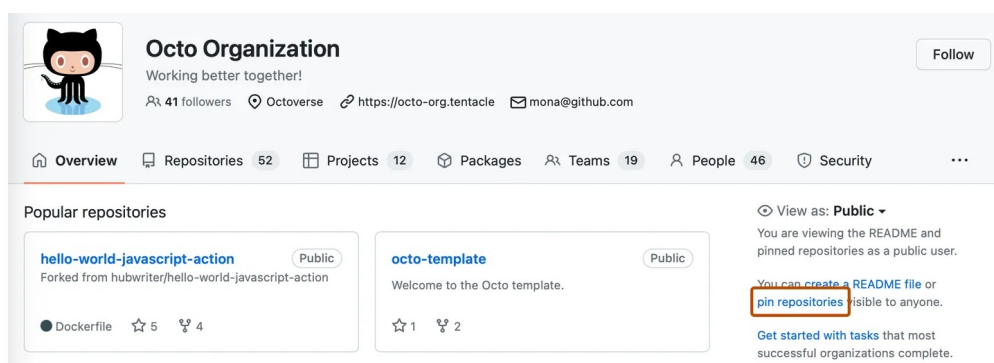 Octo Organization
Follow
Working better together!
41 followers Octoverse https://octo-org.tentacle mona@github.com
Overview Repositories 52 Projects 12 Packages Teams 19 People 46 Security ...
Popular repositories
hello-world-javascript-action Public
Forked from hubwriter/hello-world-javascript-action
Dockerfile 5 4
octo-template Public
Welcome to the Octo template.
1 2
View as: Public
You are viewing the README and
pinned repositories as a public user.
You can create a README file or
pin repositories visible to anyone.
Get started with tasks that most
successful organizations complete.